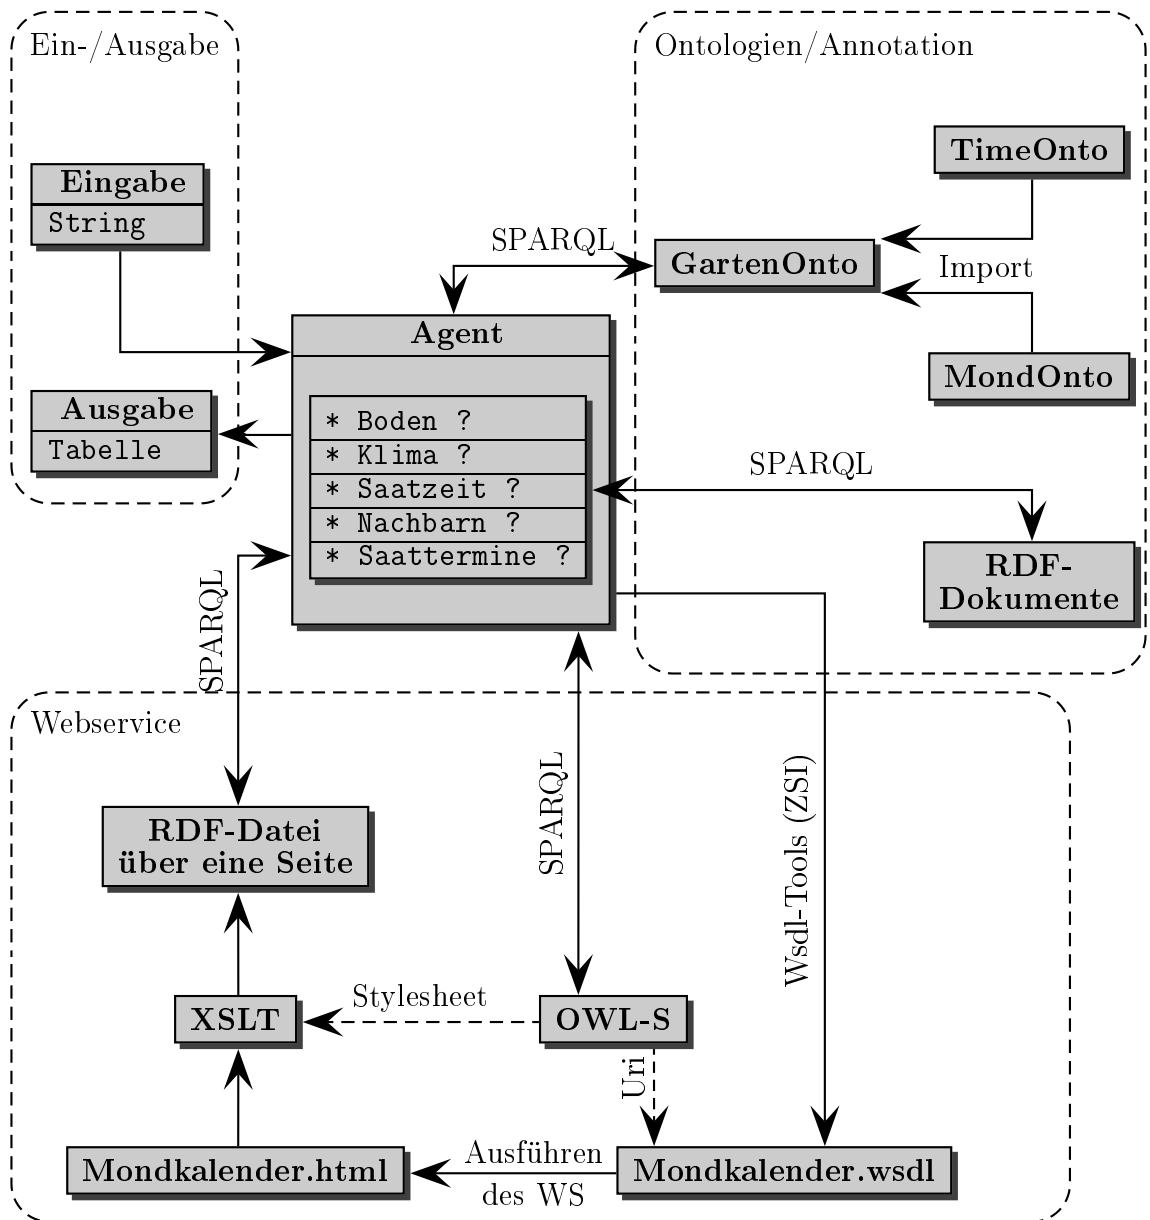 Ein-/Ausgabe
Ontologien/Annotation
TimeOnto
Eingabe
String
SPARQL
GartenOnto
Import
Agent
MondOnto
Ausgabe
Tabelle
* Boden ?
* Klima ?
* Saatzeit ?
* Nachbarn ?
* Saattermine ?
SPARQL
RDF-
Dokumente
SPARQL
Webservice
SPARQL
Wsdl-Tools (ZSI)
RDF-Datei
über eine Seite
Stylesheet
XSLT
OWL-S
Uri
Mondkalender.html
Ausführen
des WS
Mondkalender.wsdl